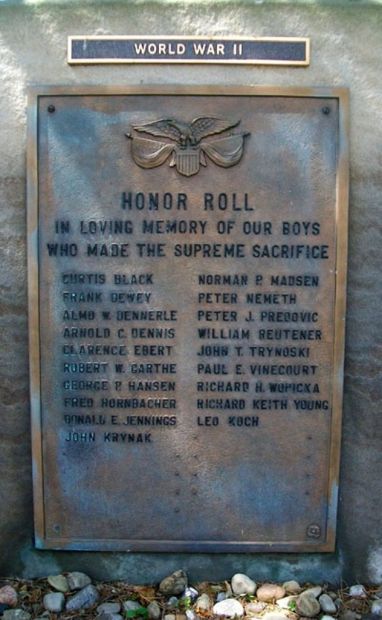 WORLD WAR II
HONOR ROLL
IN LOVING MEMORY OF OUR BOYS
WHO MADE THE SUPREME SACRIFICE
CURTIS BLACK
FRANK DEWEY
ALMO W. DENNERLE
ARNOLD C. DENNIS
CLARENCE EBERT
ROBERT W. GARTHE
GEORGE P. HANSEN
FRED HORNBACHER
DONALD E. JENNINGS
JOHN KRYNAK
NORMAN P. MADSEN
PETER NEMETH
PETER J. PREDOVIC
WILLIAM REUTENER
JOHN T. TRYNOSKI
PAUL E. VINECOURT
RICHARD H. WOPICKA
RICHARD KEITH YOUNG
LEO KOCH